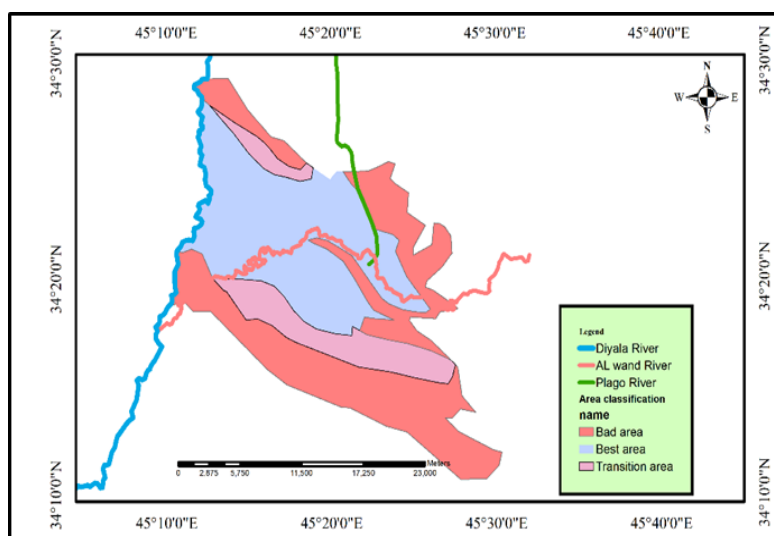 45°10'0"E 45°20'0"E 45°30'0"E 45°40'0"E
34°30'0"N 34°30'0"N
N
W E
S
34°20'0"N 34°20'0"N
Legend
Diyala River
AL wand River
Plago River
Area classification
name
Bad area
Best area
Transition area
Meters
0 2,875 5,750 11,500 17,250 23,000
34°10'0"N 34°10'0"N
45°10'0"E 45°20'0"E 45°30'0"E 45°40'0"E